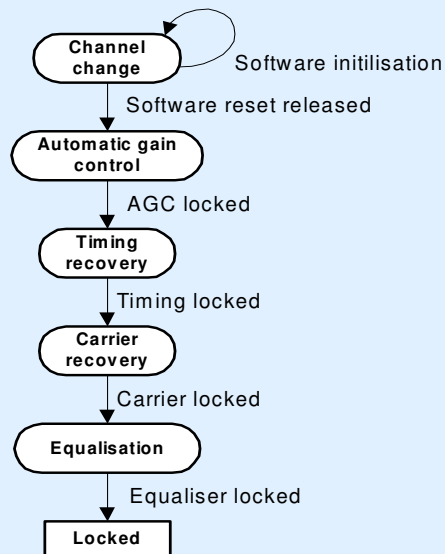 Channel
change
Software initilisation
Software reset released
Automatic gain
control
AGC locked
Timing
recovery
Timing locked
Carrier
recovery
Carrier locked
Equalisation
Equaliser locked
Locked